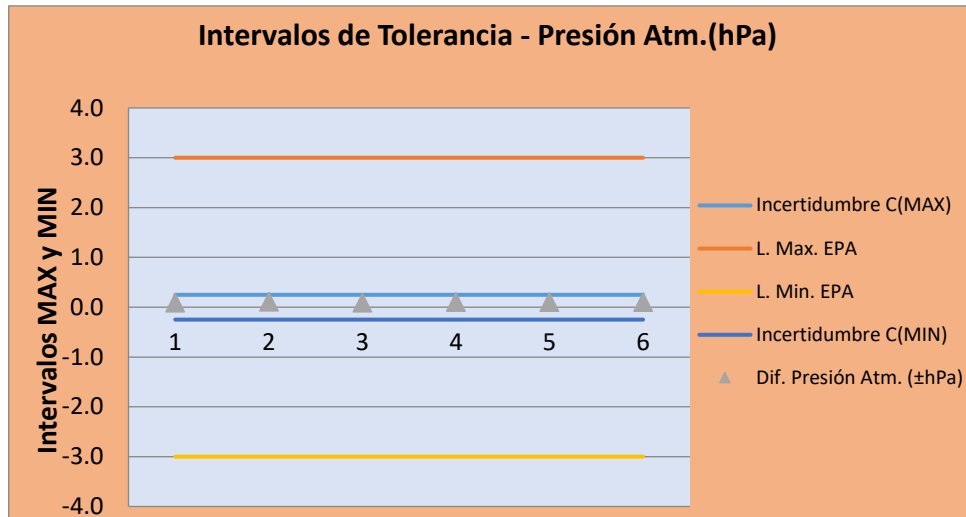 Intervalos de Tolerancia - Presión Atm.(hPa)
Intervalos MAX y MIN
4.0
3.0
2.0
1.0
0.0
-1.0
-2.0
-3.0
-4.0
1 2 3 4 5 6
Incertidumbre C(MAX)
L. Max. EPA
L. Min. EPA
Incertidumbre C(MIN)
Dif. Presión Atm. (±hPa)